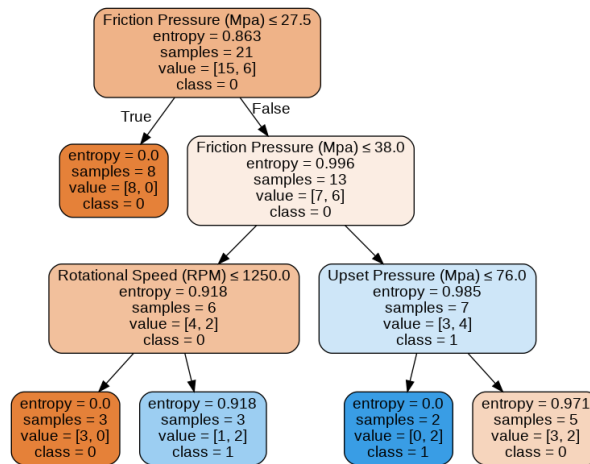 Friction Pressure (Mpa) ≤ 27.5
entropy = 0.863
samples = 21
value = [15, 6]
class = 0
True
False
entropy = 0.0
samples = 8
value = [8, 0]
class = 0
Friction Pressure (Mpa) ≤ 38.0
entropy = 0.996
samples = 13
value = [7, 6]
class = 0
Rotational Speed (RPM) ≤ 1250.0
entropy = 0.918
samples = 6
value = [4, 2]
class = 0
Upset Pressure (Mpa) ≤ 76.0
entropy = 0.985
samples = 7
value = [3, 4]
class = 1
entropy = 0.0
samples = 3
value = [3, 0]
class = 0
entropy = 0.918
samples = 3
value = [1, 2]
class = 1
entropy = 0.0
samples = 2
value = [0, 2]
class = 1
entropy = 0.971
samples = 5
value = [3, 2]
class = 0